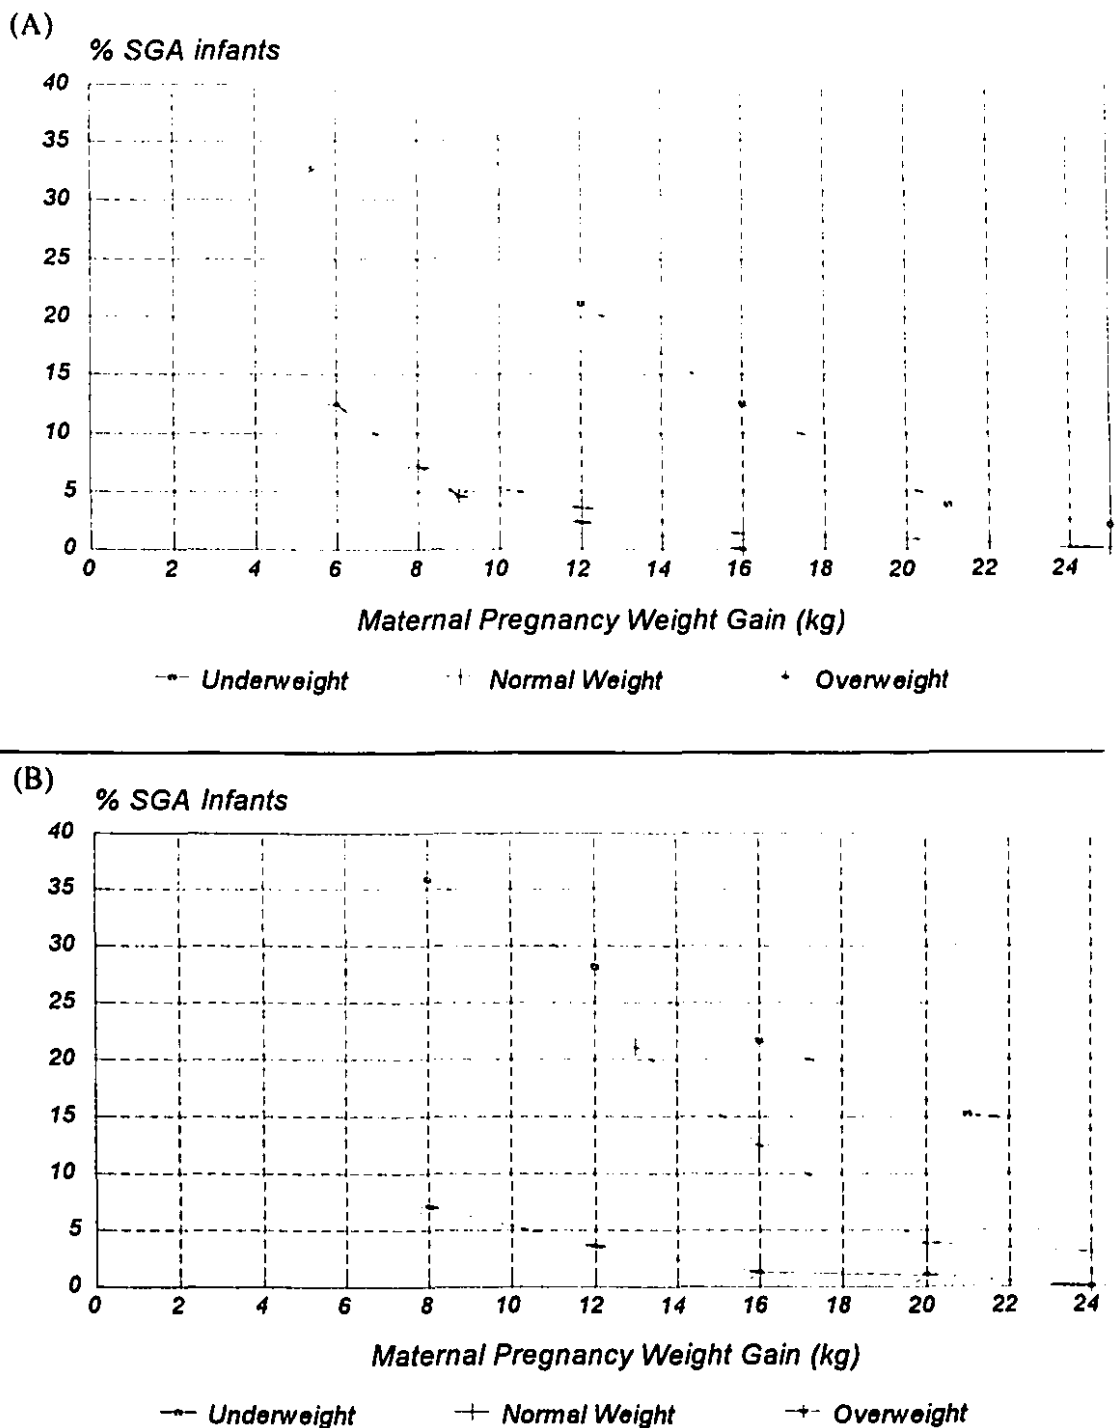 (A)
% SGA infants
40
35
30
25
20
15
10
5
0
0 2 4 6 8 10 12 14 16 18 20 22 24
Maternal Pregnancy Weight Gain (kg)
Underweight Normal Weight Overweight
(B)
% SGA Infants
40
35
30
25
20
15
10
5
0
0 2 4 6 8 10 12 14 16 18 20 22 24
Maternal Pregnancy Weight Gain (kg)
Underweight Normal Weight Overweight